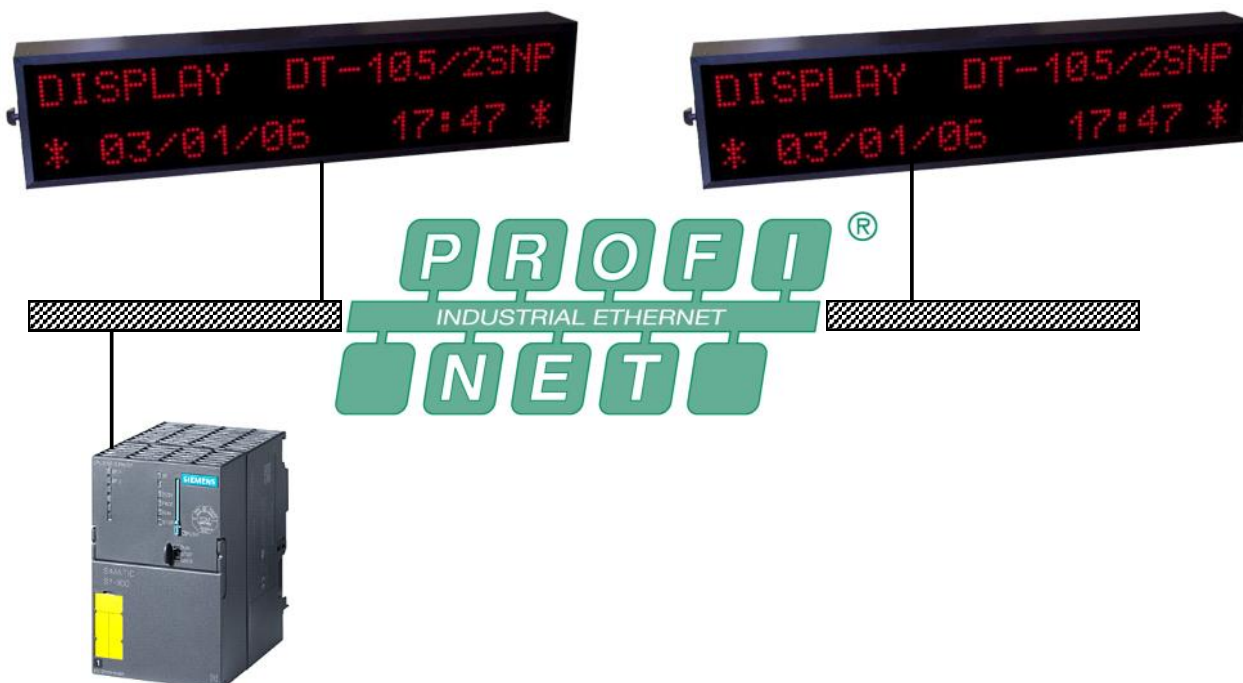 DISPLAY DT-105/2SNP
* 03/01/06 17:47 *
DISPLAY DT-105/2SNP
* 03/01/06 17:47 *
PROFI®
INDUSTRIAL ETHERNET
NET
SIEMENS
SIMATIC
S7-300
1